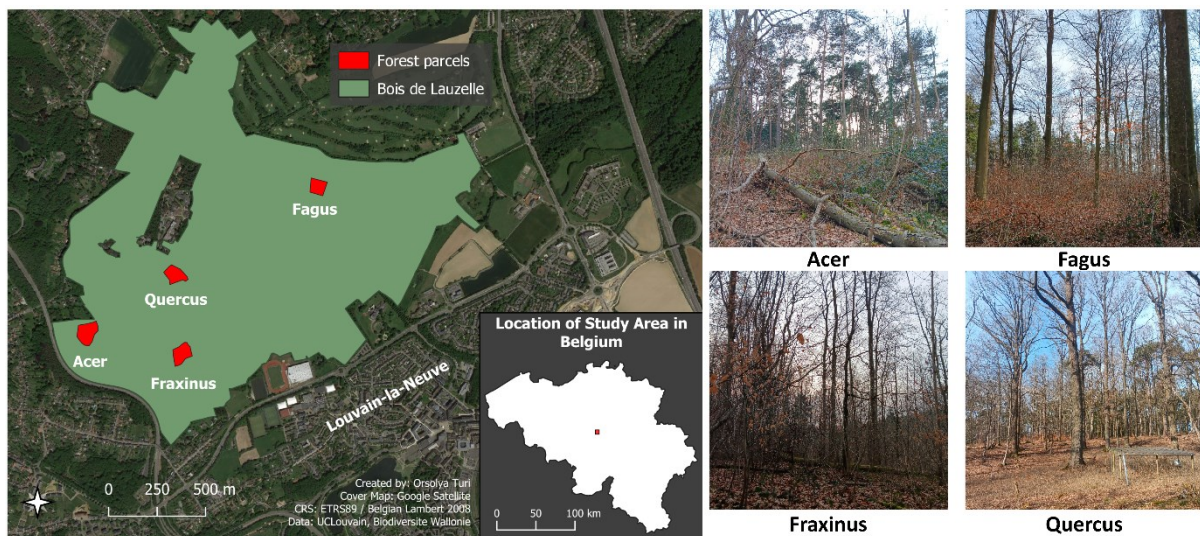 Forest parcels
Bois de Lauzelle
Fagus
Quercus
Acer
Fraxinus
Louvain-la-Neuve
0 250 500 m
Created by: Orsolya Turi
Cover Map: Google Satellite
CRS: ETRS89 / Belgian Lambert 2008
Data: UCLouvain, Biodiversite Wallonie
Location of Study Area in
Belgium
0 50 100 km
Acer
Fagus
Fraxinus
Quercus